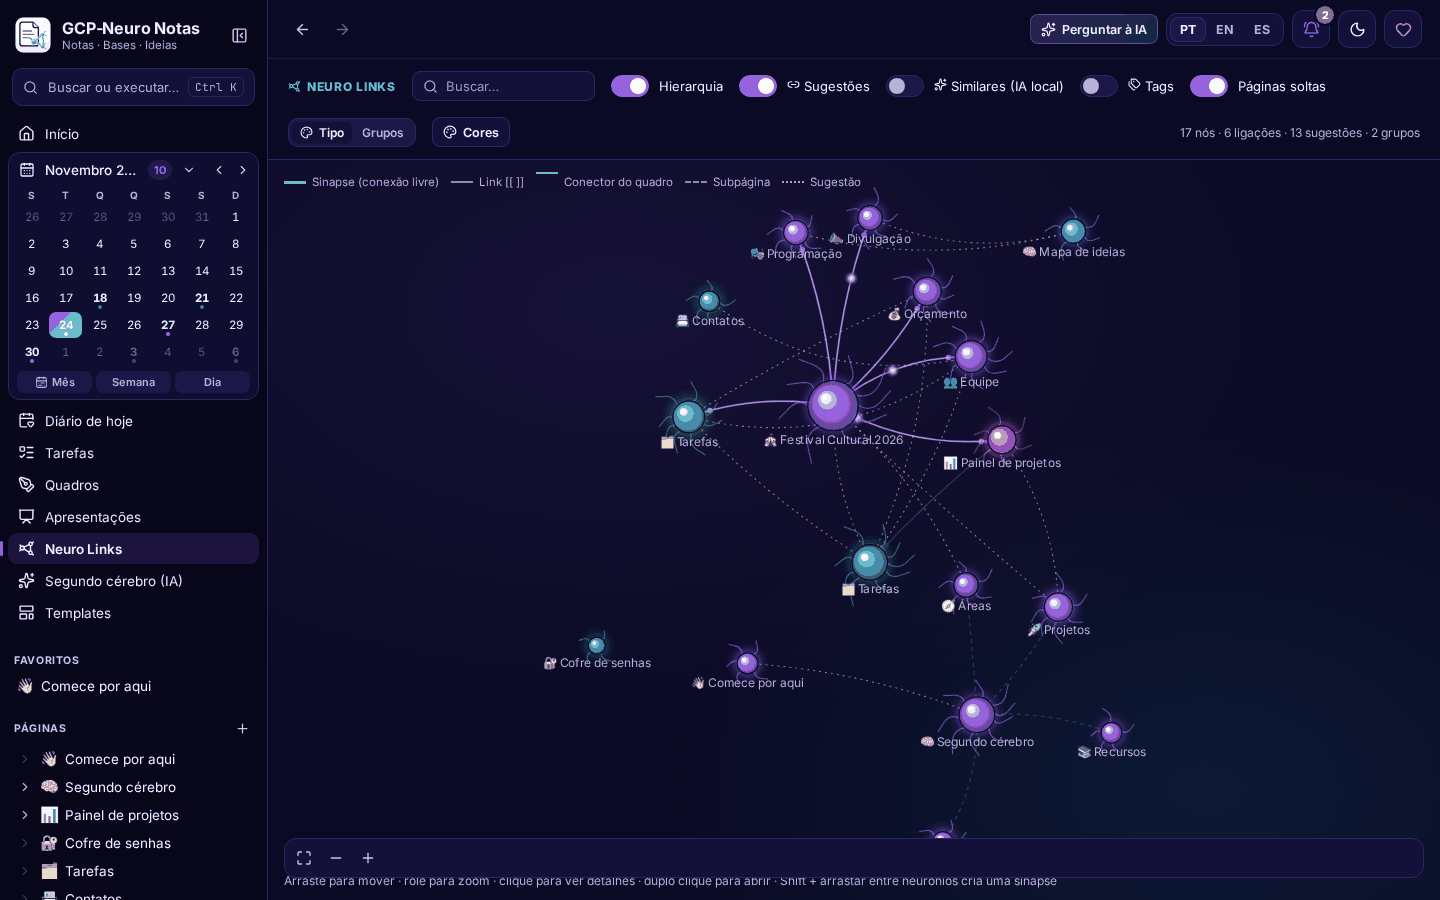 GCP-Neuro Notas
Notas · Bases · Ideias
Buscar ou executar... Ctrl K
Início
Novembro 2... 10
S T Q Q S S D
26 27 28 29 30 31 1
2 3 4 5 6 7 8
9 10 11 12 13 14 15
16 17 18 19 20 21 22
23 24 25 26 27 28 29
30 1 2 3 4 5 6
Mês Semana Dia
Diário de hoje
Tarefas
Quadros
Apresentações
Neuro Links
Segundo cérebro (IA)
Templates
FAVORITOS
Comece por aqui
PÁGINAS
Comece por aqui
Segundo cérebro
Painel de projetos
Cofre de senhas
Tarefas
Contatos
Perguntar à IA
PT EN ES
2
NEURO LINKS
Buscar...
Hierarquia
Sugestões
Similares (IA local)
Tags
Páginas soltas
Tipo Grupos
Cores
17 nós · 6 ligações · 13 sugestões · 2 grupos
Sinapse (conexão livre) Link [[ ]] Conector do quadro Subpágina Sugestão
Divulgação
Programação
Mapa de ideias
Contatos
Orçamento
Equipe
Tarefas
Festival Cultural 2026
Painel de projetos
Tarefas
Áreas
Projetos
Cofre de senhas
Comece por aqui
Segundo cérebro
Recursos
Arraste para mover · role para zoom · clique para ver detalhes · duplo clique para abrir · Shift + arrastar entre neurônios cria uma sinapse